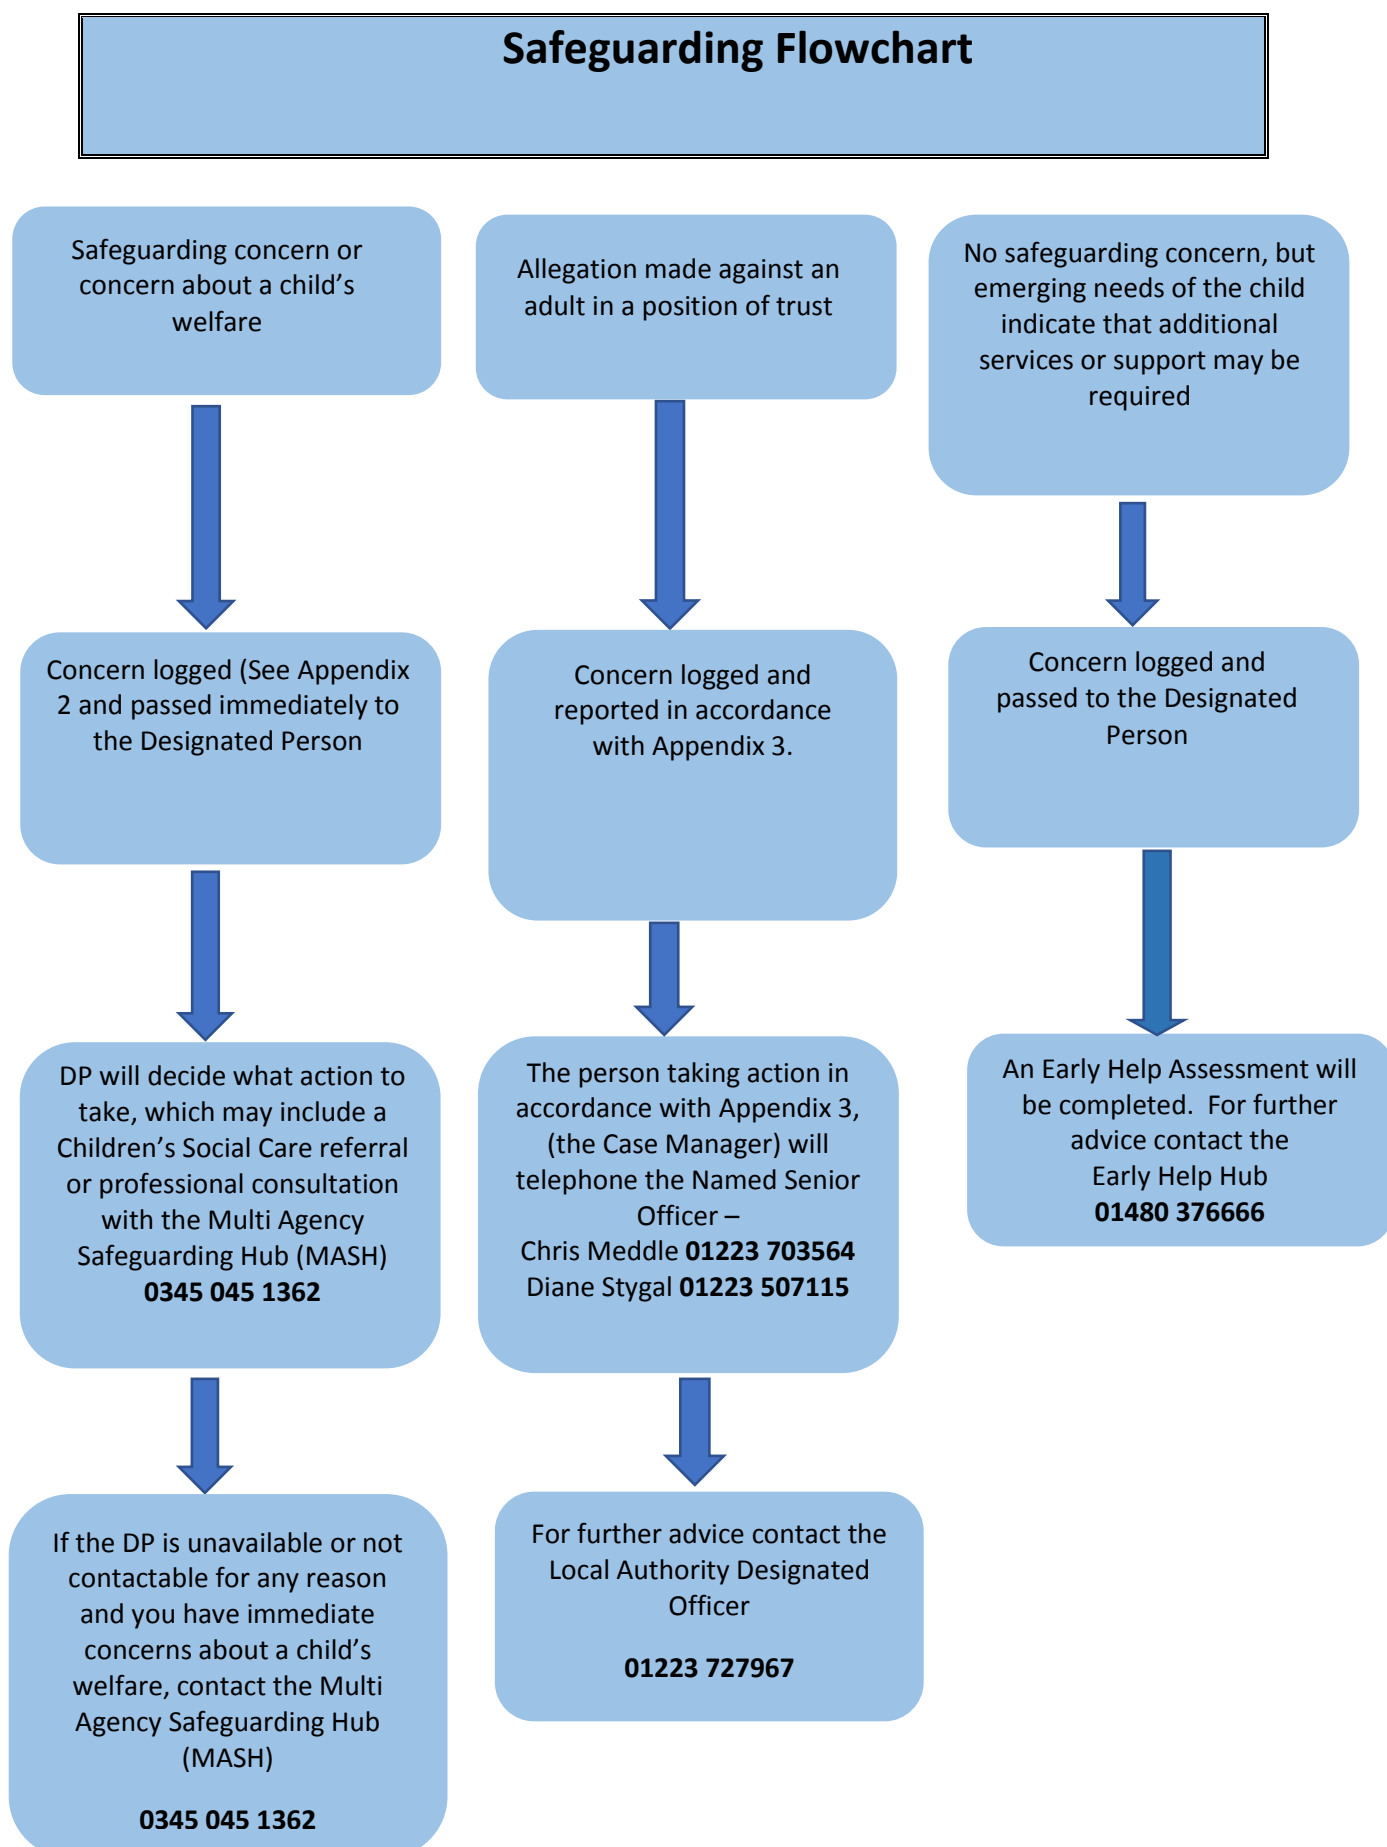 Safeguarding Flowchart
Safeguarding concern or
concern about a child’s
welfare
Concern logged (See Appendix
2 and passed immediately to
the Designated Person
DP will decide what action to
take, which may include a
Children’s Social Care referral
or professional consultation
with the Multi Agency
Safeguarding Hub (MASH)
0345 045 1362
If the DP is unavailable or not
contactable for any reason
and you have immediate
concerns about a child’s
welfare, contact the Multi
Agency Safeguarding Hub
(MASH)
0345 045 1362
Allegation made against an
adult in a position of trust
Concern logged and
reported in accordance
with Appendix 3.
The person taking action in
accordance with Appendix 3,
(the Case Manager) will
telephone the Named Senior
Officer –
Chris Meddle 01223 703564
Diane Stygal 01223 507115
For further advice contact the
Local Authority Designated
Officer
01223 727967
No safeguarding concern, but
emerging needs of the child
indicate that additional
services or support may be
required
Concern logged and
passed to the Designated
Person
An Early Help Assessment will
be completed.  For further
advice contact the
Early Help Hub
01480 376666